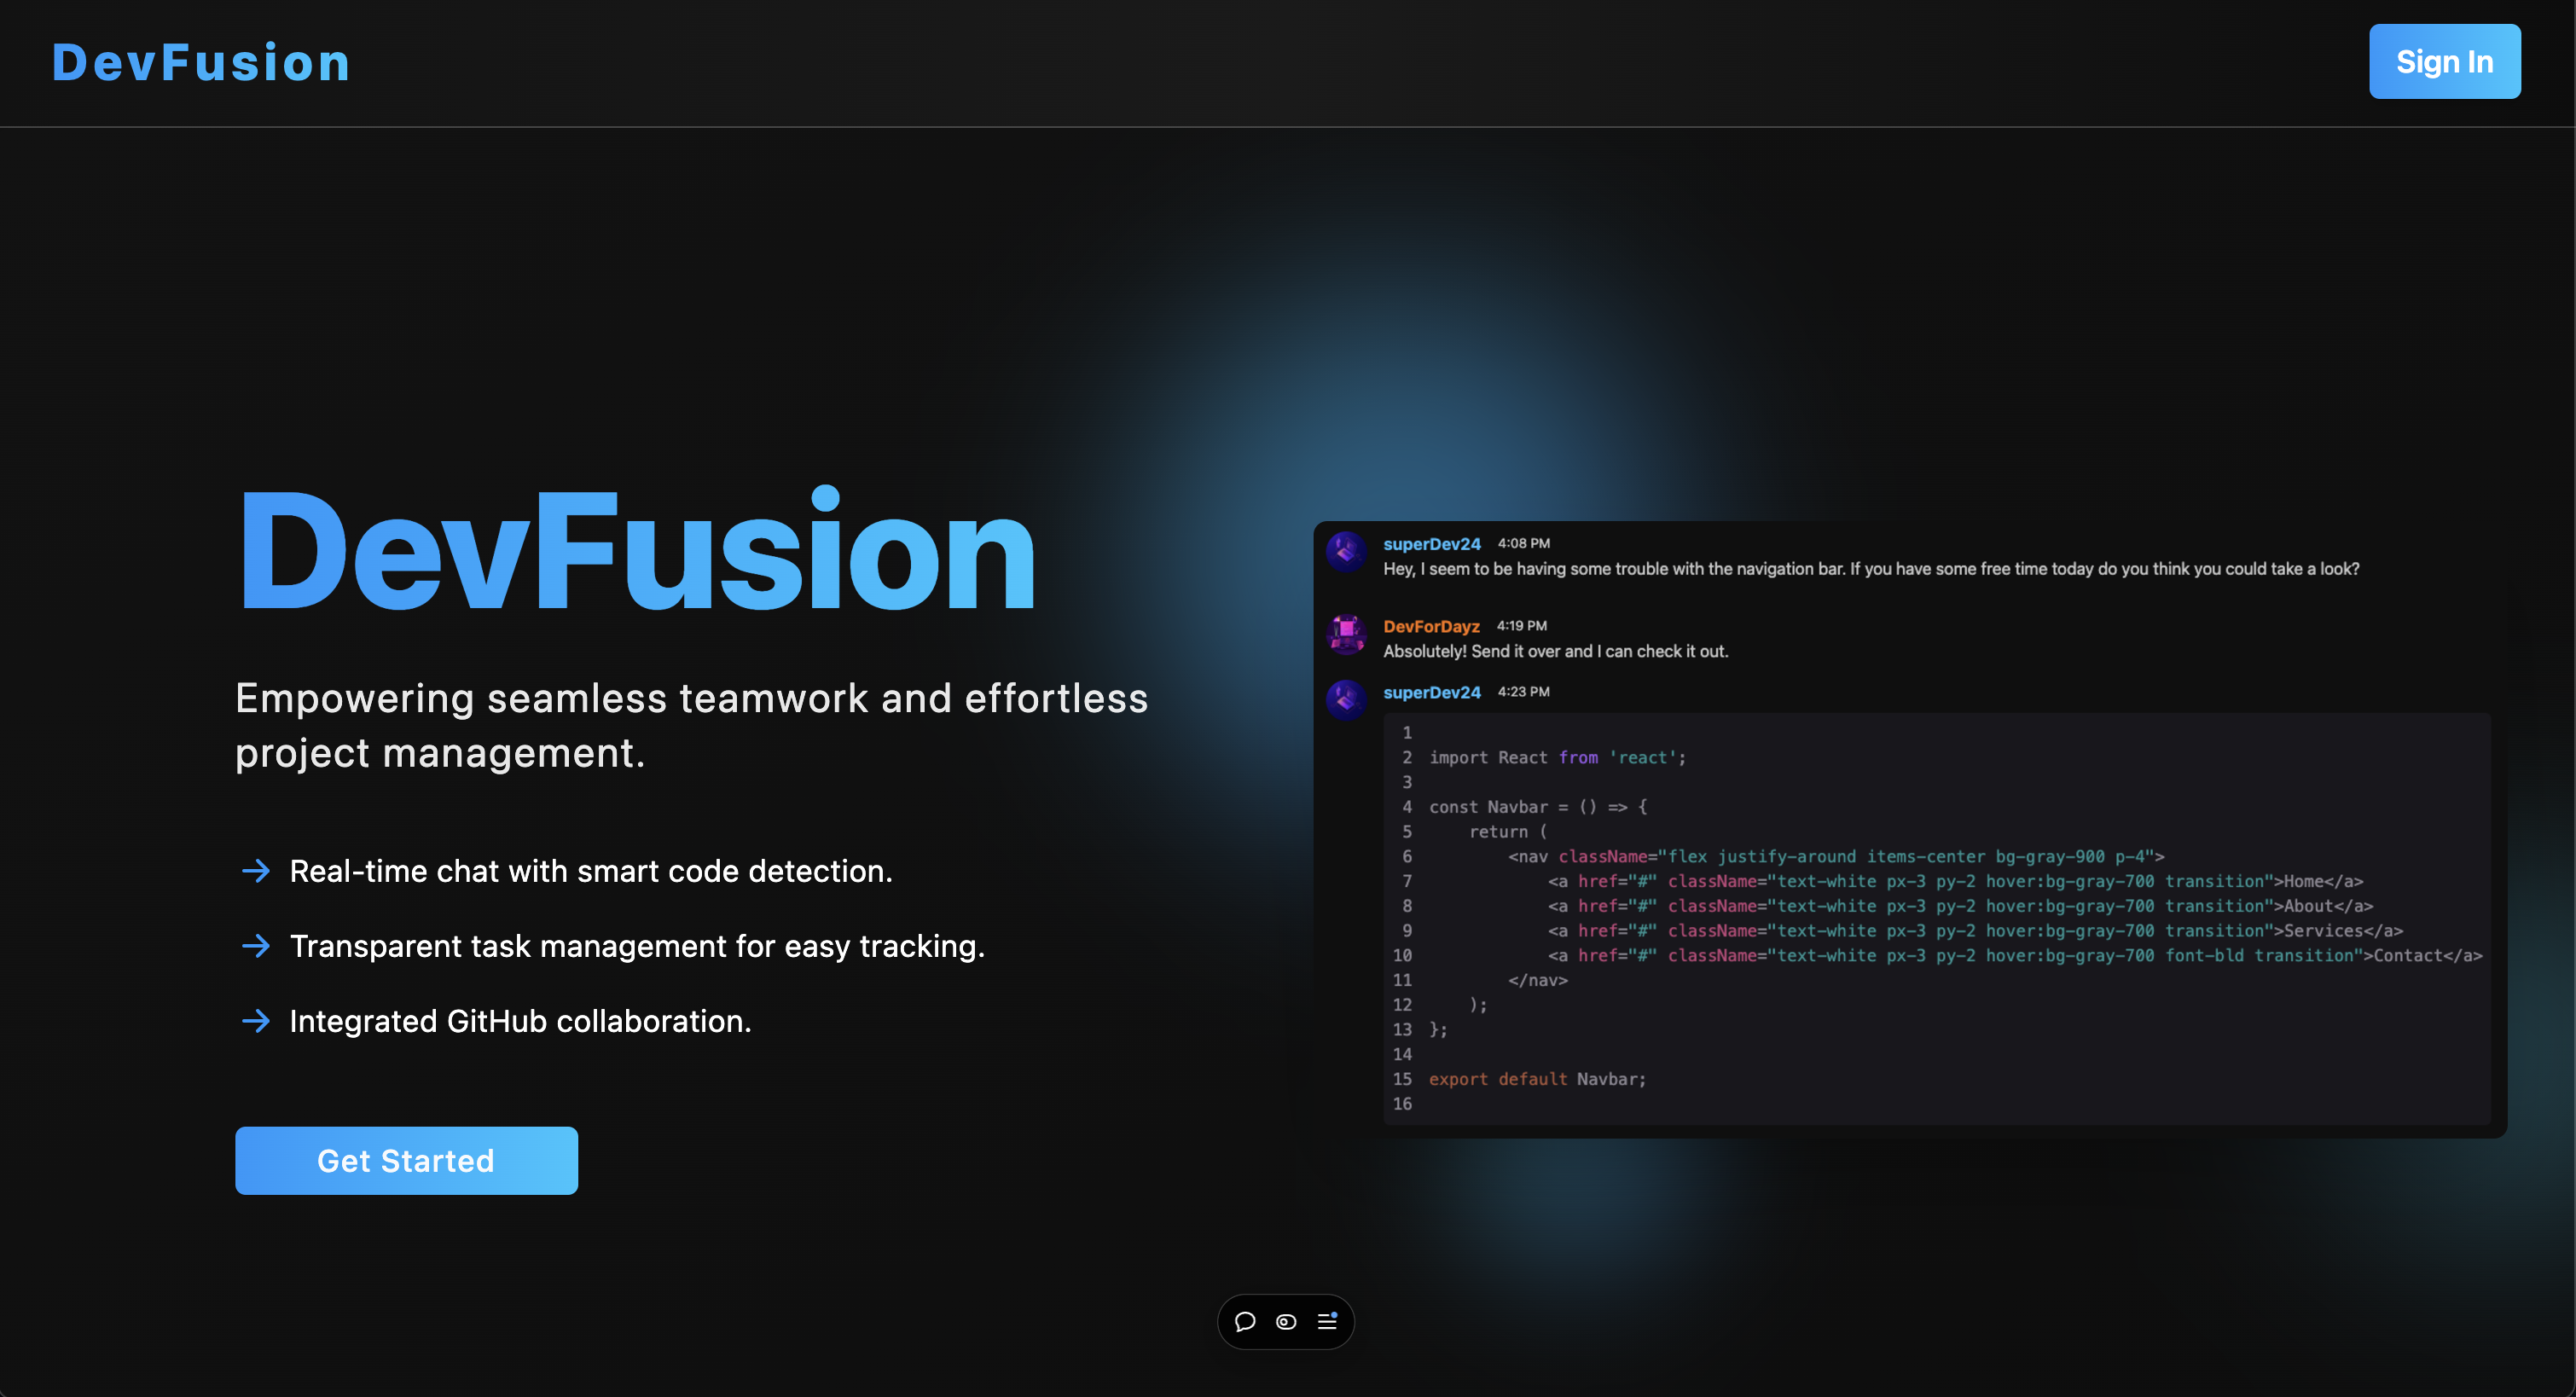 DevFusion
Sign In
DevFusion
Empowering seamless teamwork and effortless
project management.
Real-time chat with smart code detection.
Transparent task management for easy tracking.
Integrated GitHub collaboration.
Get Started
superDev24 4:08 PM
Hey, I seem to be having some trouble with the navigation bar. If you have some free time today do you think you could take a look?
DevForDayz 4:19 PM
Absolutely! Send it over and I can check it out.
superDev24 4:23 PM
1
2 import React from 'react';
3
4 const Navbar = () => {
5     return (
6         <nav className="flex justify-around items-center bg-gray-900 p-4">
7             <a href="#" className="text-white px-3 py-2 hover:bg-gray-700 transition">Home</a>
8             <a href="#" className="text-white px-3 py-2 hover:bg-gray-700 transition">About</a>
9             <a href="#" className="text-white px-3 py-2 hover:bg-gray-700 transition">Services</a>
10             <a href="#" className="text-white px-3 py-2 hover:bg-gray-700 font-bld transition">Contact</a>
11         </nav>
12     );
13 };
14
15 export default Navbar;
16